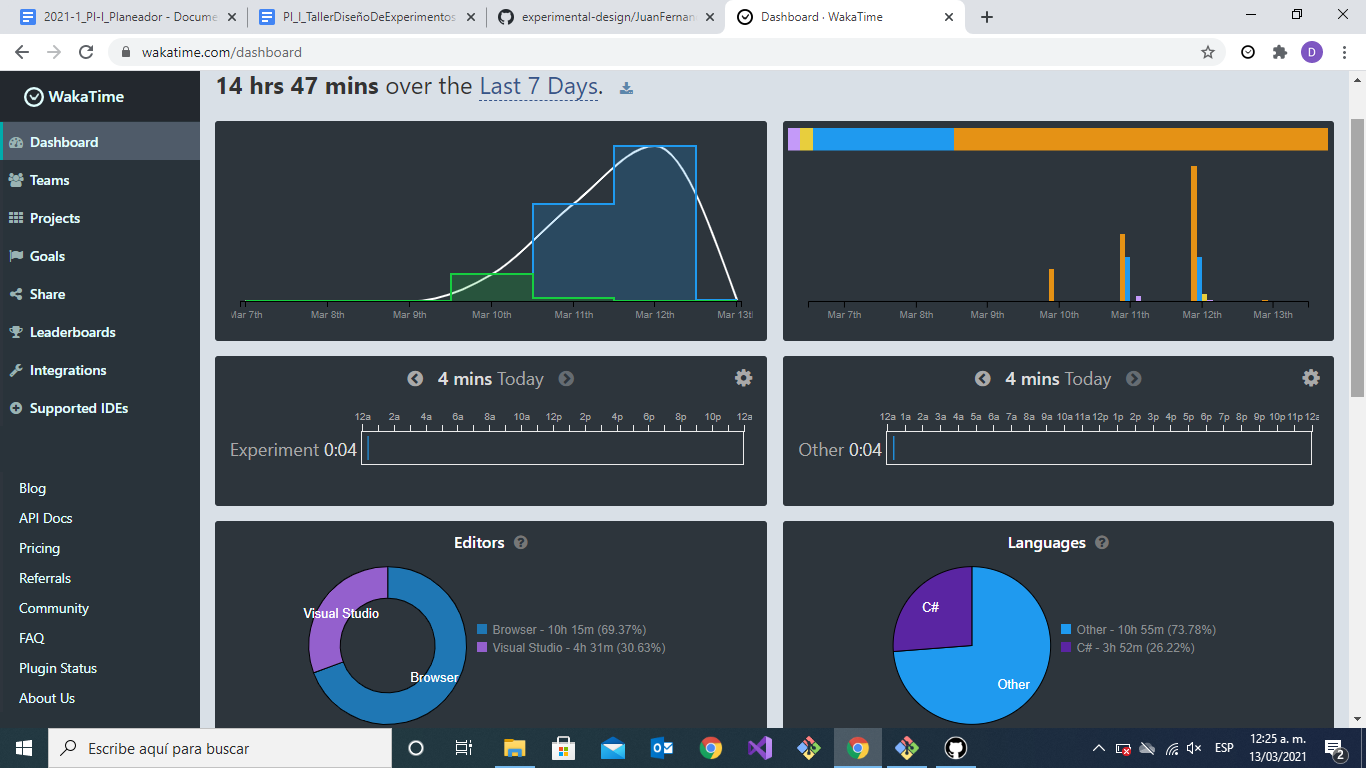 2021-1_PI-I_Planeador - Docume
PI_I_TallerDiseñoDeExperimentos
experimental-design/JuanFernan
Dashboard · WakaTime
wakatime.com/dashboard
D
WakaTime
Dashboard
Teams
Projects
Goals
Share
Leaderboards
Integrations
Supported IDEs
Blog
API Docs
Pricing
Referrals
Community
FAQ
Plugin Status
About Us
14 hrs 47 mins over the Last 7 Days.
Mar 7th Mar 8th Mar 9th Mar 10th Mar 11th Mar 12th Mar 13th
Mar 7th Mar 8th Mar 9th Mar 10th Mar 11th Mar 12th Mar 13th
4 mins Today
12a 2a 4a 6a 8a 10a 12p 2p 4p 6p 8p 10p 12a
Experiment 0:04
4 mins Today
12a 1a 2a 3a 4a 5a 6a 7a 8a 9a 10a 11a 12p 1p 2p 3p 4p 5p 6p 7p 8p 9p 10p 11p 12a
Other 0:04
Editors ?
Visual Studio
Browser
Browser - 10h 15m (69.37%)
Visual Studio - 4h 31m (30.63%)
Languages ?
C#
Other
Other - 10h 55m (73.78%)
C# - 3h 52m (26.22%)
Escribe aquí para buscar
ESP
12:25 a. m.
13/03/2021
2